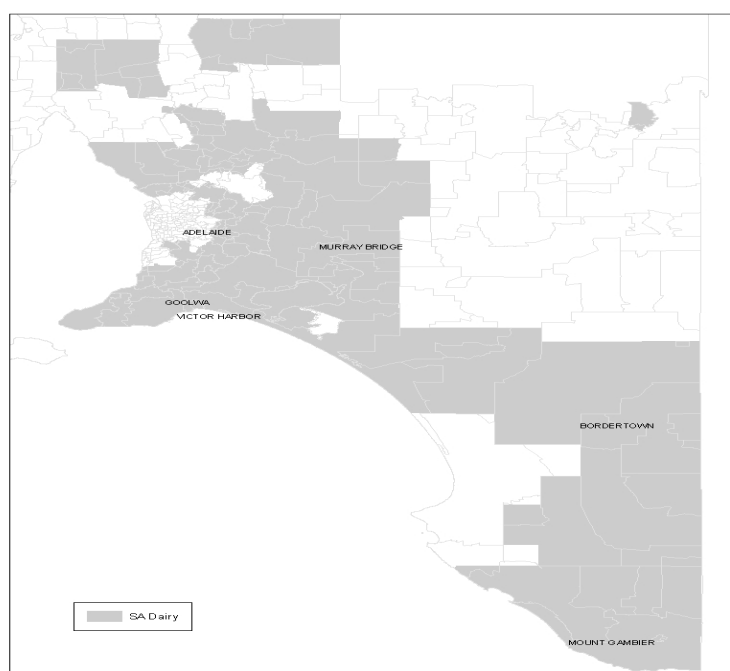 ADELAIDE
MURRAY BRIDGE
GOOLWA
VICTOR HARBOR
BORDERTOWN
SA Dairy
MOUNT GAMBIER